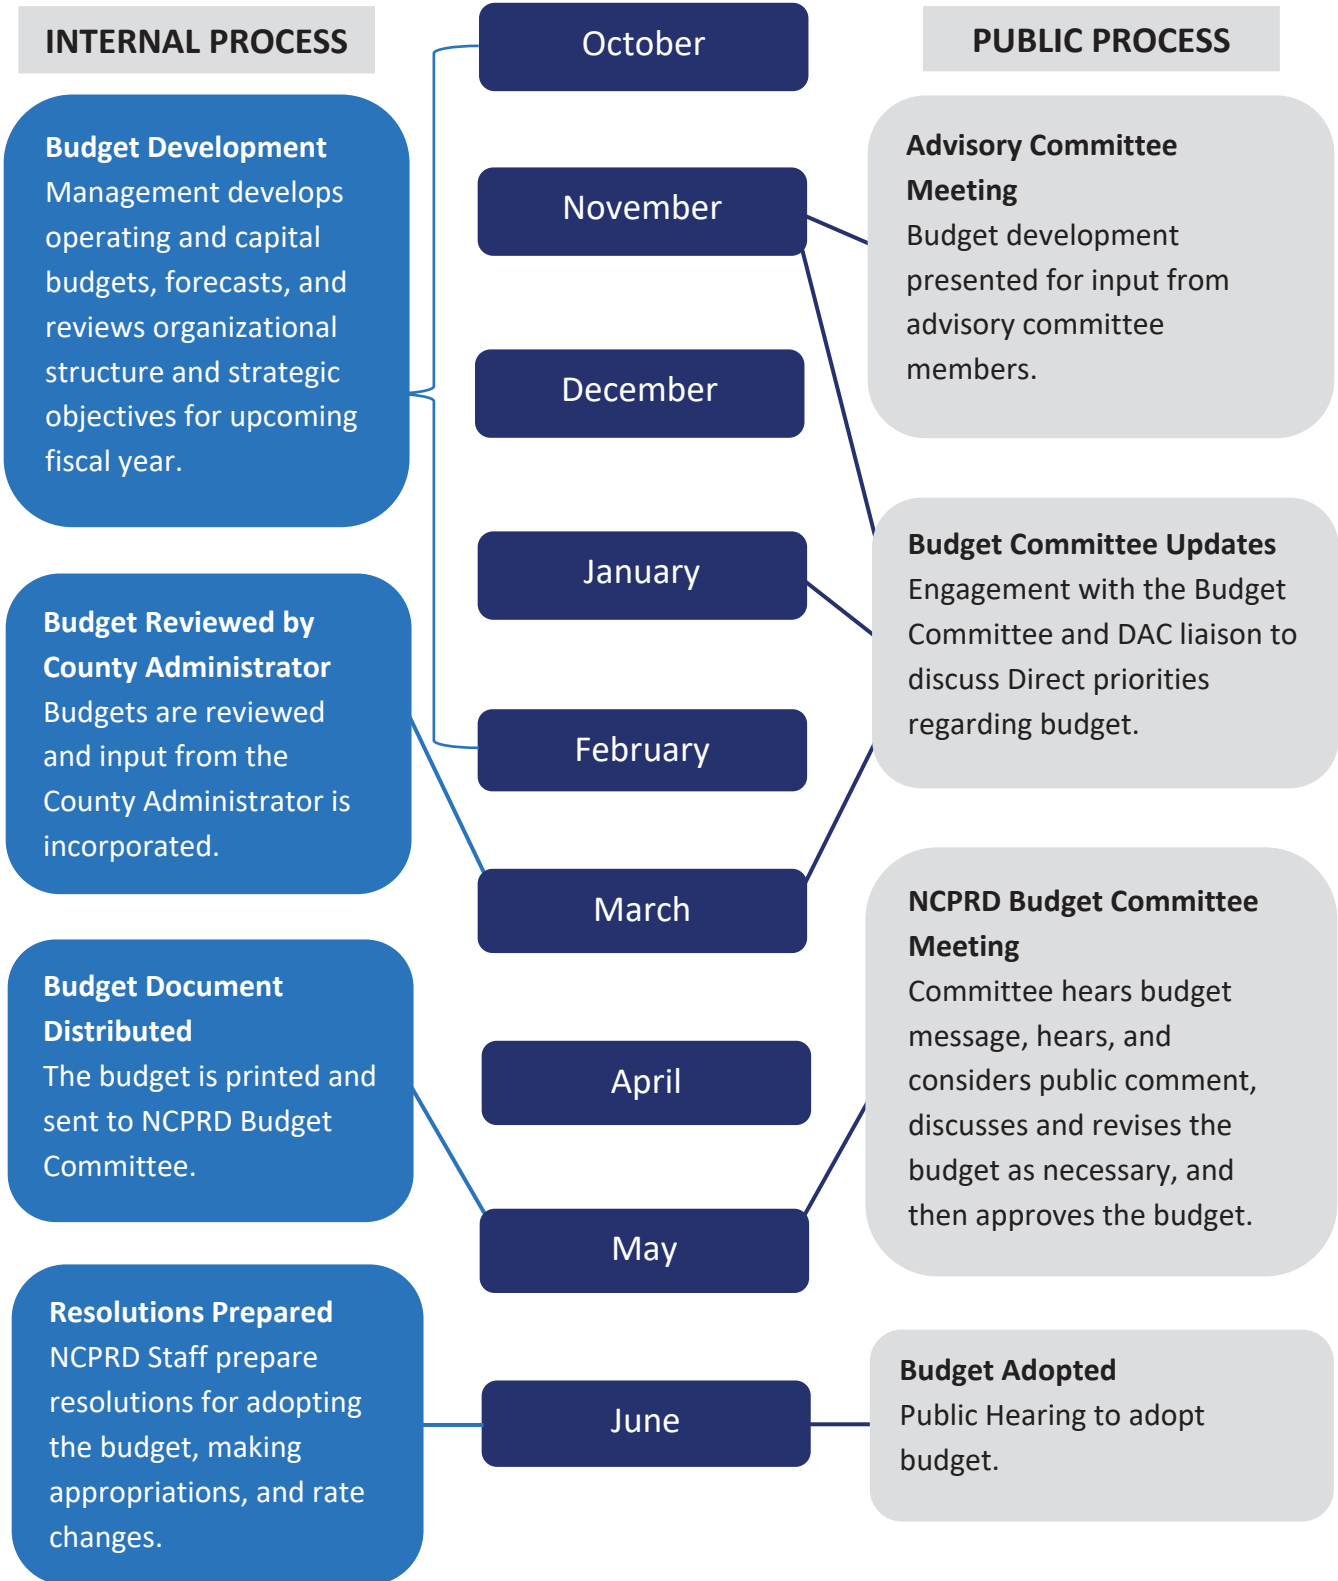 INTERNAL PROCESS
Budget Development
Management develops
operating and capital
budgets, forecasts, and
reviews organizational
structure and strategic
objectives for upcoming
fiscal year.
Budget Reviewed by
County Administrator
Budgets are reviewed
and input from the
County Administrator is
incorporated.
Budget Document
Distributed
The budget is printed and
sent to NCPRD Budget
Committee.
Resolutions Prepared
NCPRD Staff prepare
resolutions for adopting
the budget, making
appropriations, and rate
changes.
October
November
December
January
February
March
April
May
June
PUBLIC PROCESS
Advisory Committee
Meeting
Budget development
presented for input from
advisory committee
members.
Budget Committee Updates
Engagement with the Budget
Committee and DAC liaison to
discuss Direct priorities
regarding budget.
NCPRD Budget Committee
Meeting
Committee hears budget
message, hears, and
considers public comment,
discusses and revises the
budget as necessary, and
then approves the budget.
Budget Adopted
Public Hearing to adopt
budget.